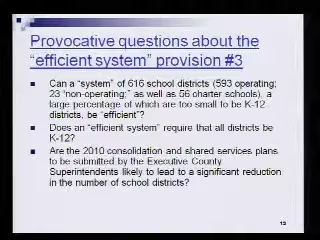 Provocative questions about the
“efficient system” provision #3
Can a “system” of 616 school districts (593 operating;
23 “non-operating;” as well as 56 charter schools), a
large percentage of which are too small to be K-12
districts, be “efficient”?
Does an “efficient system” require that all districts be
K-12?
Are the 2010 consolidation and shared services plans
to be submitted by the Executive County
Superintendents likely to lead to a significant reduction
in the number of school districts?
15